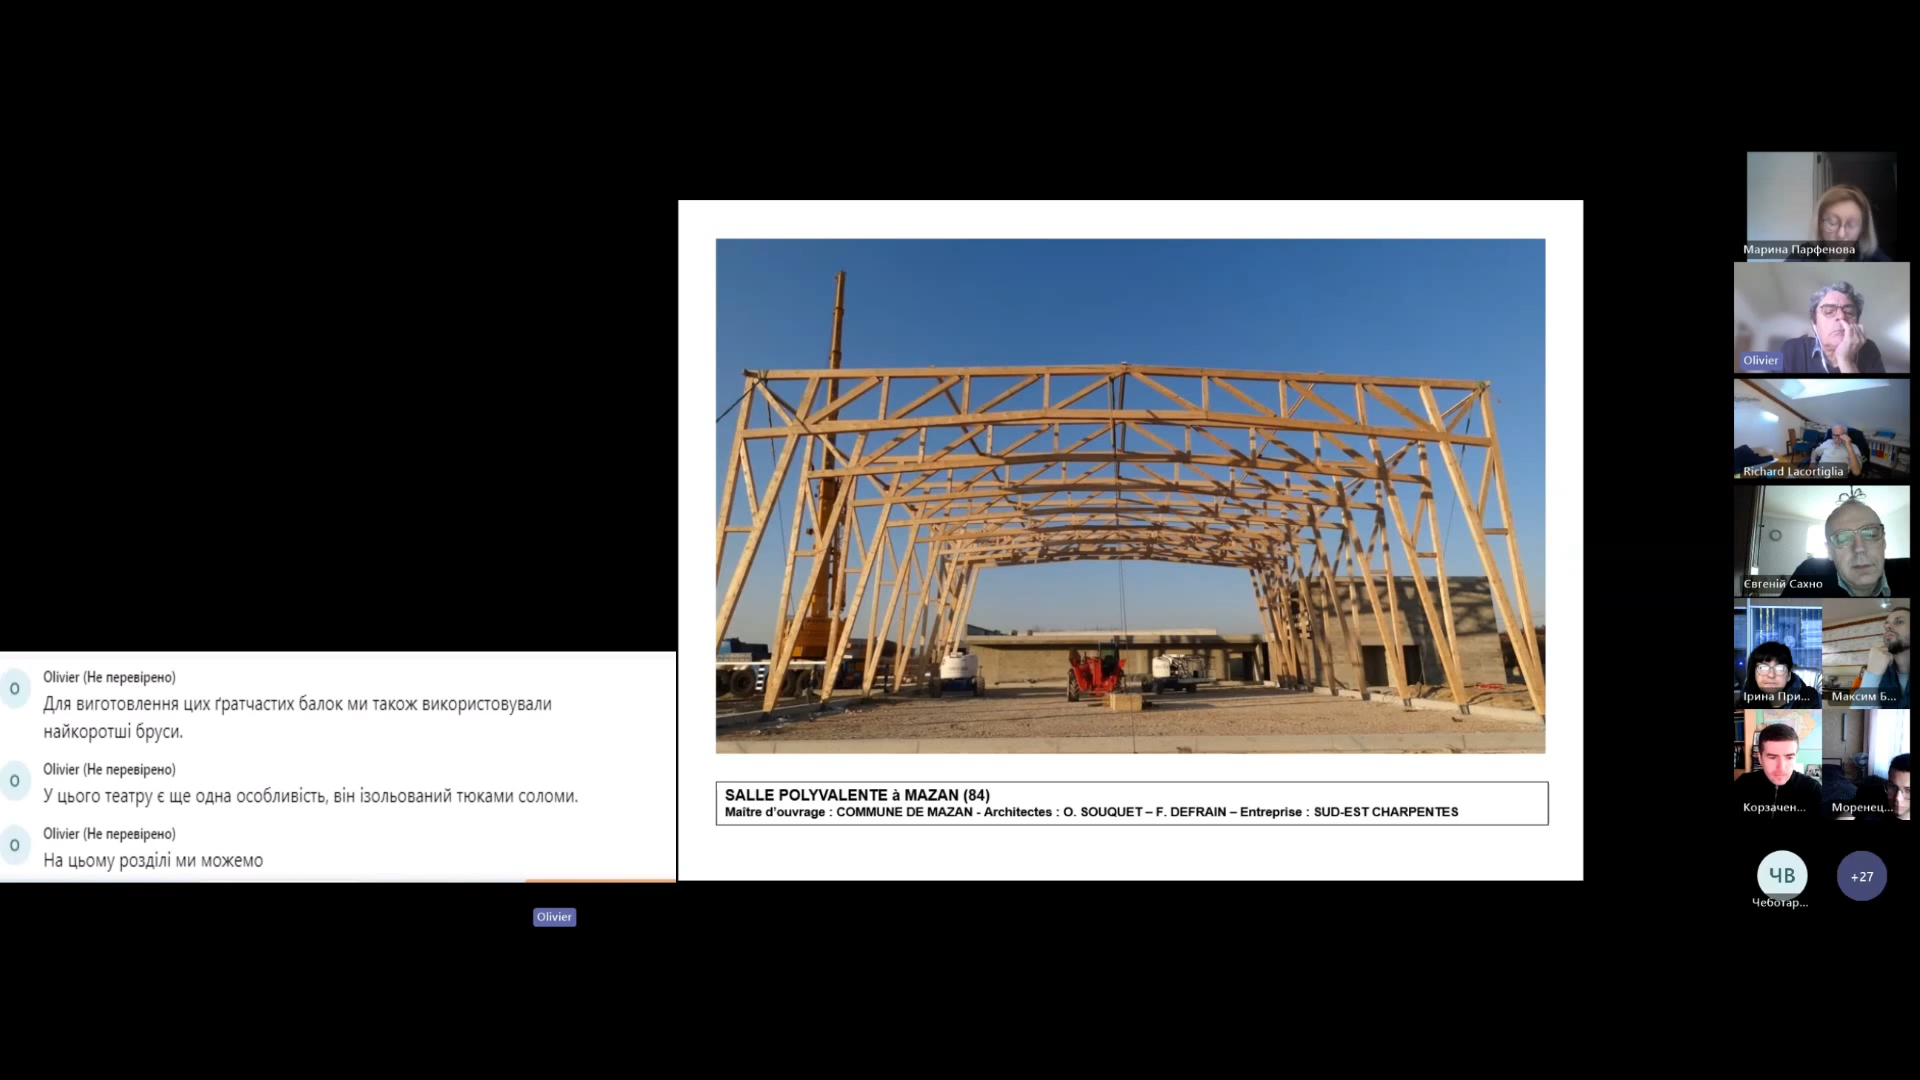 Olivier (Не перевірено)
О
Для виготовлення цих ґратчастих балок ми також використовували
найкоротші бруси.
Olivier (Не перевірено)
О
У цього театру є ще одна особливість, він ізольований тюками соломи.
Olivier (Не перевірено)
О
На цьому розділі ми можемо
Olivier
SALLE POLYVALENTE à MAZAN (84)
Maître d'ouvrage : COMMUNE DE MAZAN - Architectes : O. SOUQUET – F. DEFRAIN – Entreprise : SUD-EST CHARPENTES
Марина Парфенова
Olivier
Richard Lacortiglia
Євгеній Сахно
Ірина При...
Максим Б...
Корзачен...
Моренец...
ЧВ
Чеботар...
+27